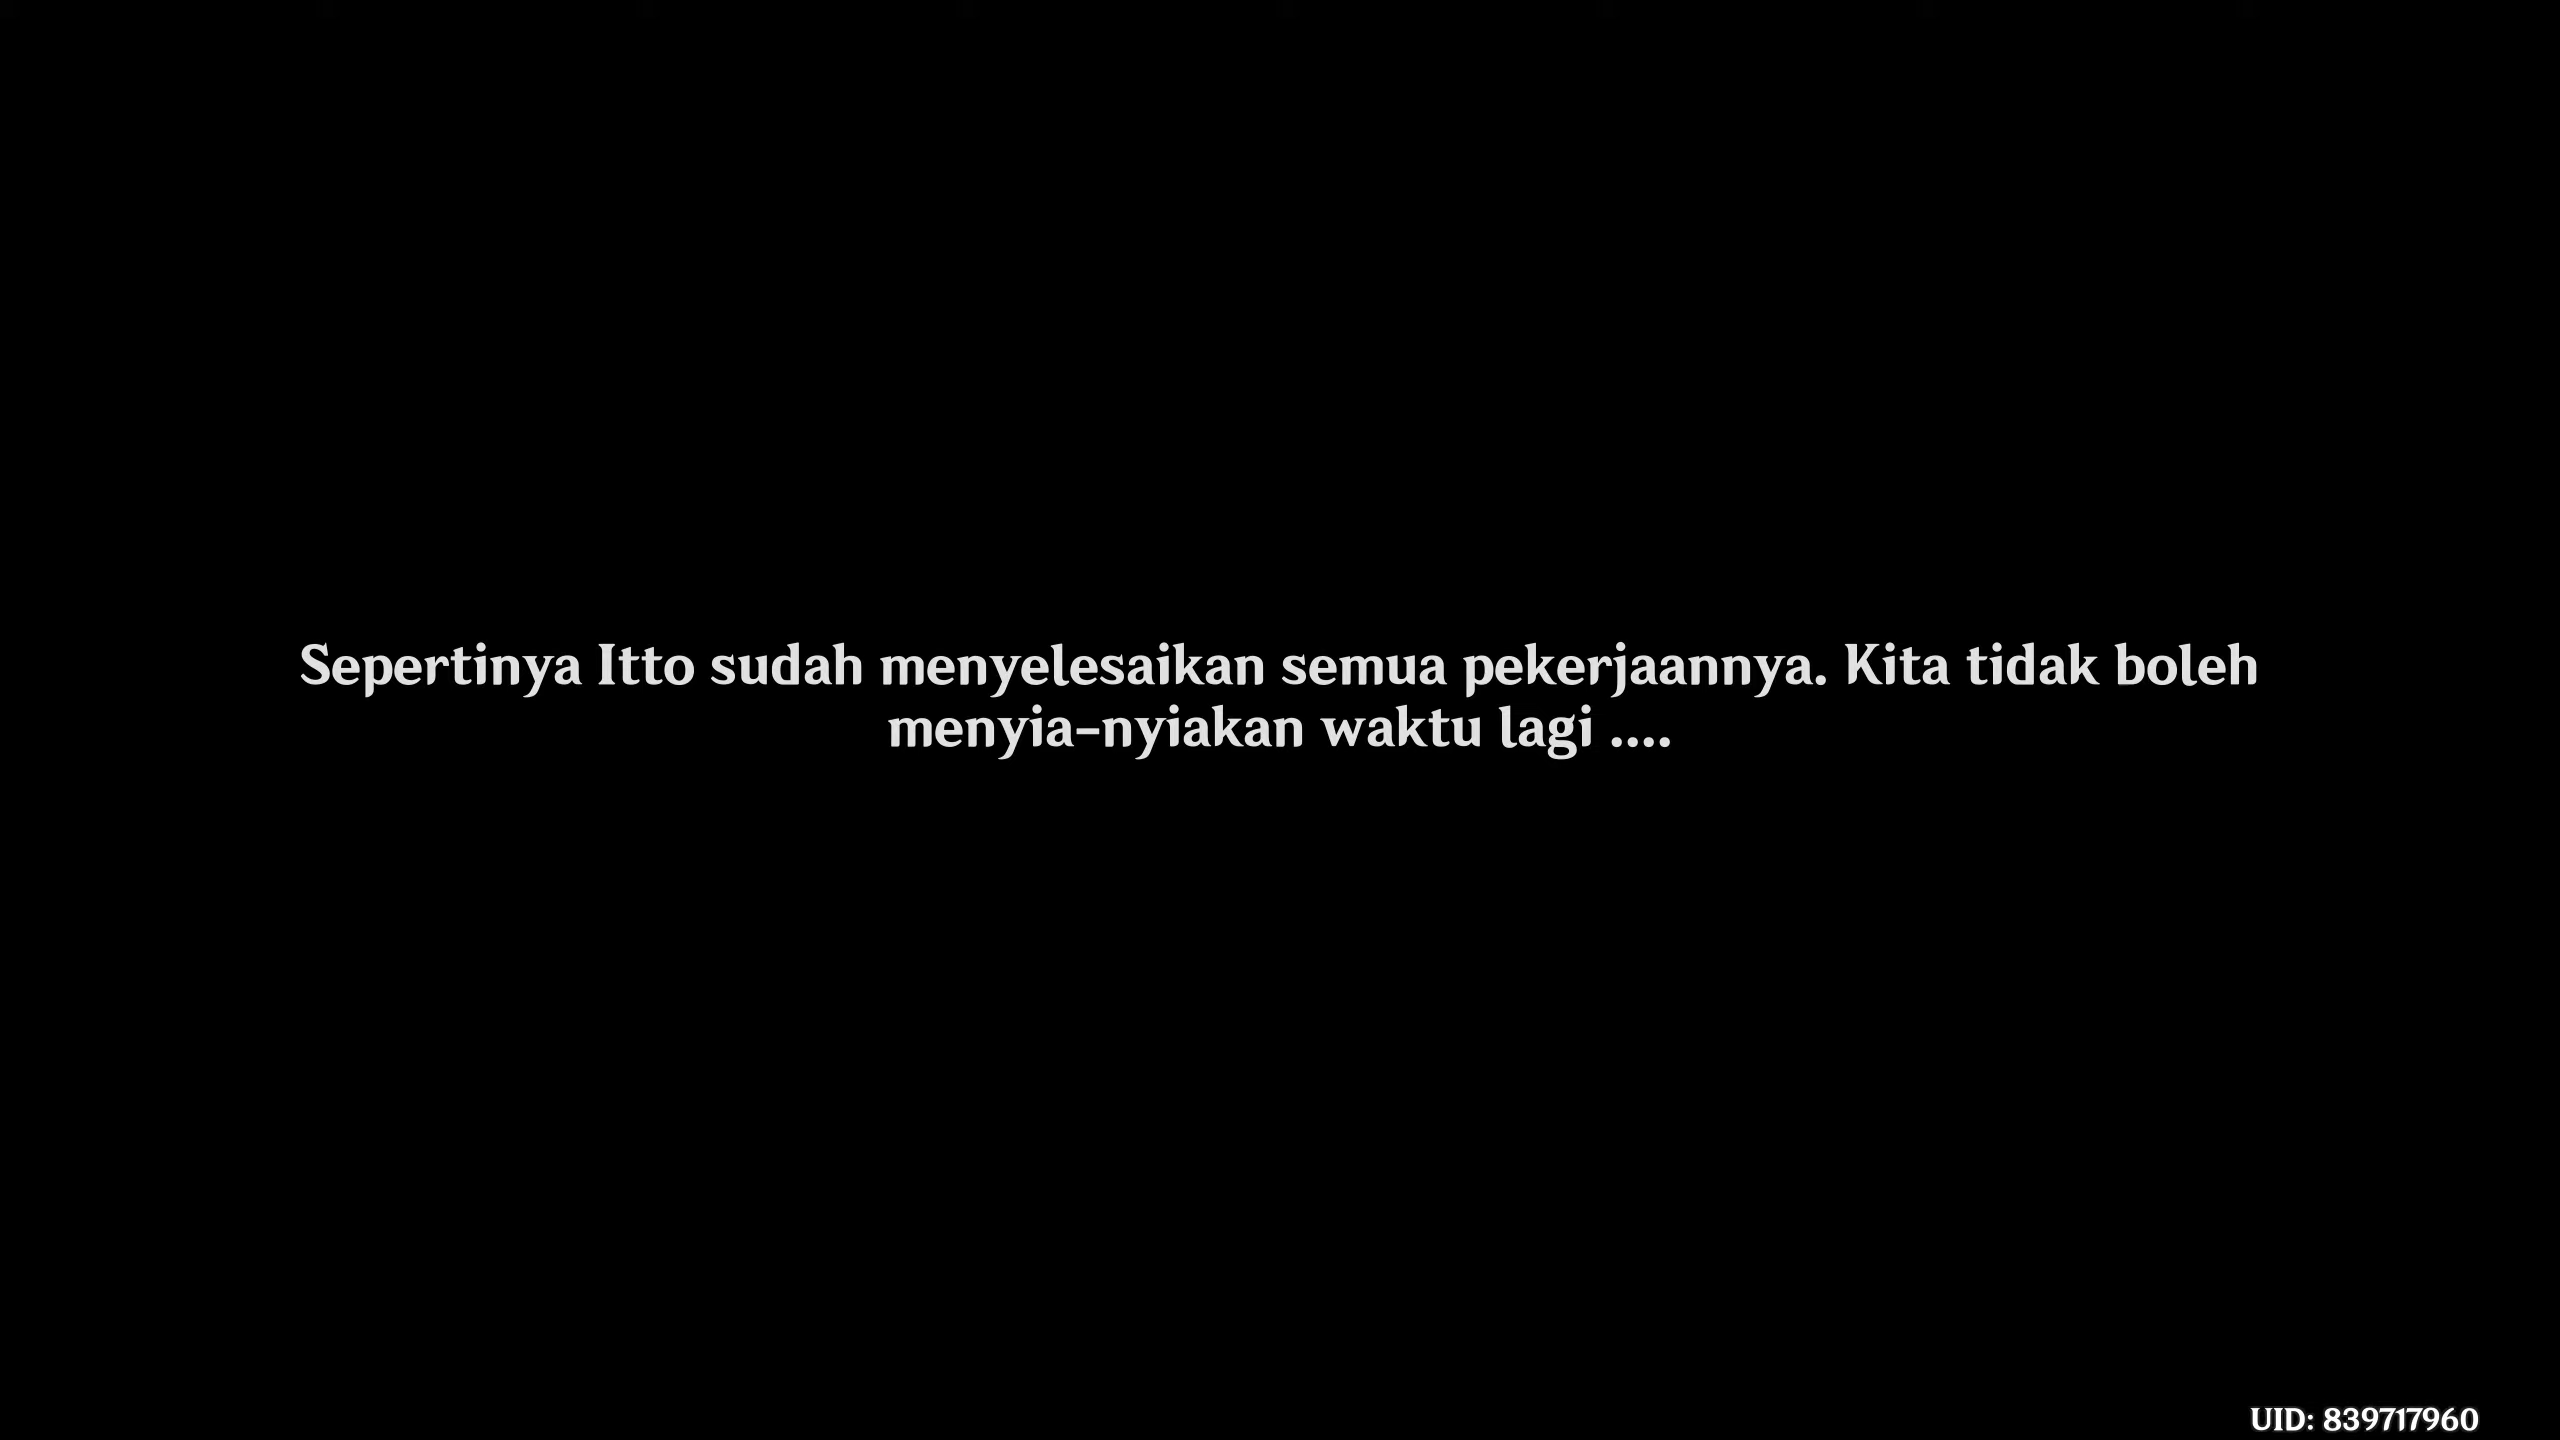 Sepertinya Itto sudah menyelesaikan semua pekerjaannya. Kita tidak boleh
menyia-nyiakan waktu lagi ....
UID: 839717960